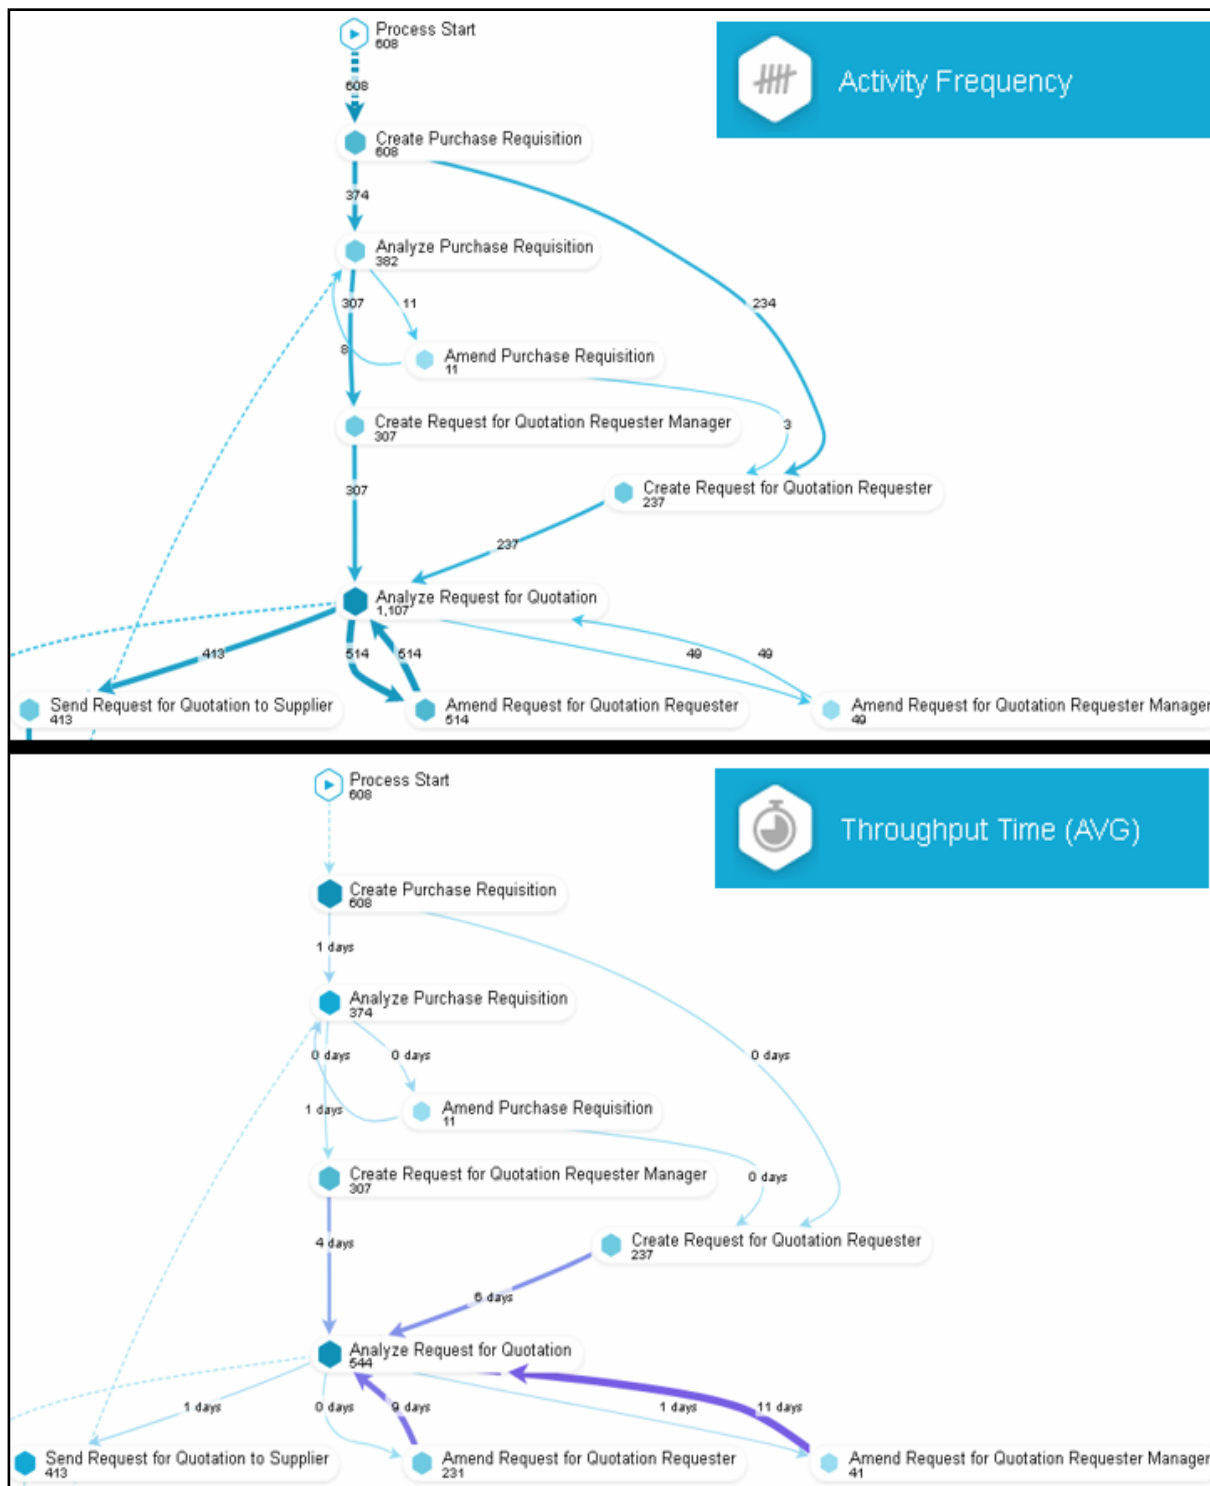 Process Start
608
Activity Frequency
608
Create Purchase Requisition
608
374
Analyze Purchase Requisition
382
307
11
234
8
Amend Purchase Requisition
11
Create Request for Quotation Requester Manager
307
3
307
Create Request for Quotation Requester
237
237
Analyze Request for Quotation
1,107
413
514
514
49
49
Send Request for Quotation to Supplier
413
Amend Request for Quotation Requester
514
Amend Request for Quotation Requester Manager
49
Process Start
608
Throughput Time (AVG)
Create Purchase Requisition
608
1 days
Analyze Purchase Requisition
374
0 days
0 days
0 days
1 days
Amend Purchase Requisition
11
Create Request for Quotation Requester Manager
307
0 days
4 days
Create Request for Quotation Requester
237
6 days
Analyze Request for Quotation
544
1 days
0 days
9 days
1 days
11 days
Send Request for Quotation to Supplier
413
Amend Request for Quotation Requester
231
Amend Request for Quotation Requester Manager
41